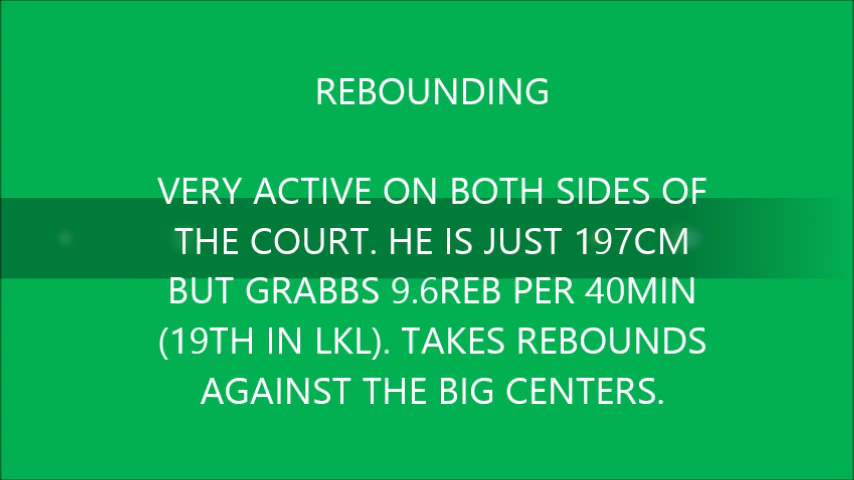 REBOUNDING
VERY ACTIVE ON BOTH SIDES OF
THE COURT. HE IS JUST 197CM
BUT GRABBS 9.6REB PER 40MIN
(19TH IN LKL). TAKES REBOUNDS
AGAINST THE BIG CENTERS.